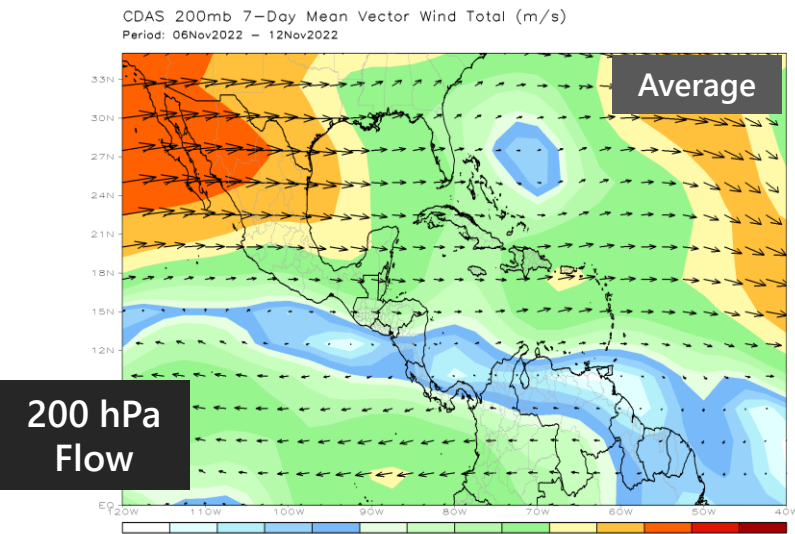 CDAS 200mb 7-Day Mean Vector Wind Total (m/s)
Period: 06Nov2022 - 12Nov2022
Average
33N
30N
27N
24N
21N
18N
15N
12N
200 hPa
Flow
EQ
120W 110W 100W 90W 80W 70W 60W 50W 40W